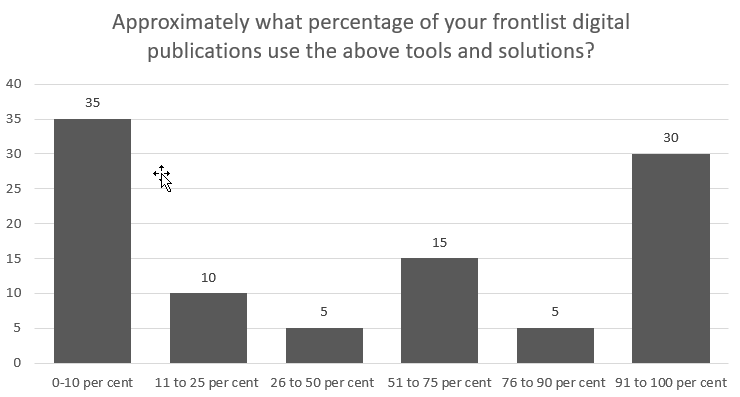 Approximately what percentage of your frontlist digital
publications use the above tools and solutions?
40
35
30
25
20
15
10
5
0
35
10
5
15
5
30
0-10 per cent
11 to 25 per cent
26 to 50 per cent
51 to 75 per cent
76 to 90 per cent
91 to 100 per cent